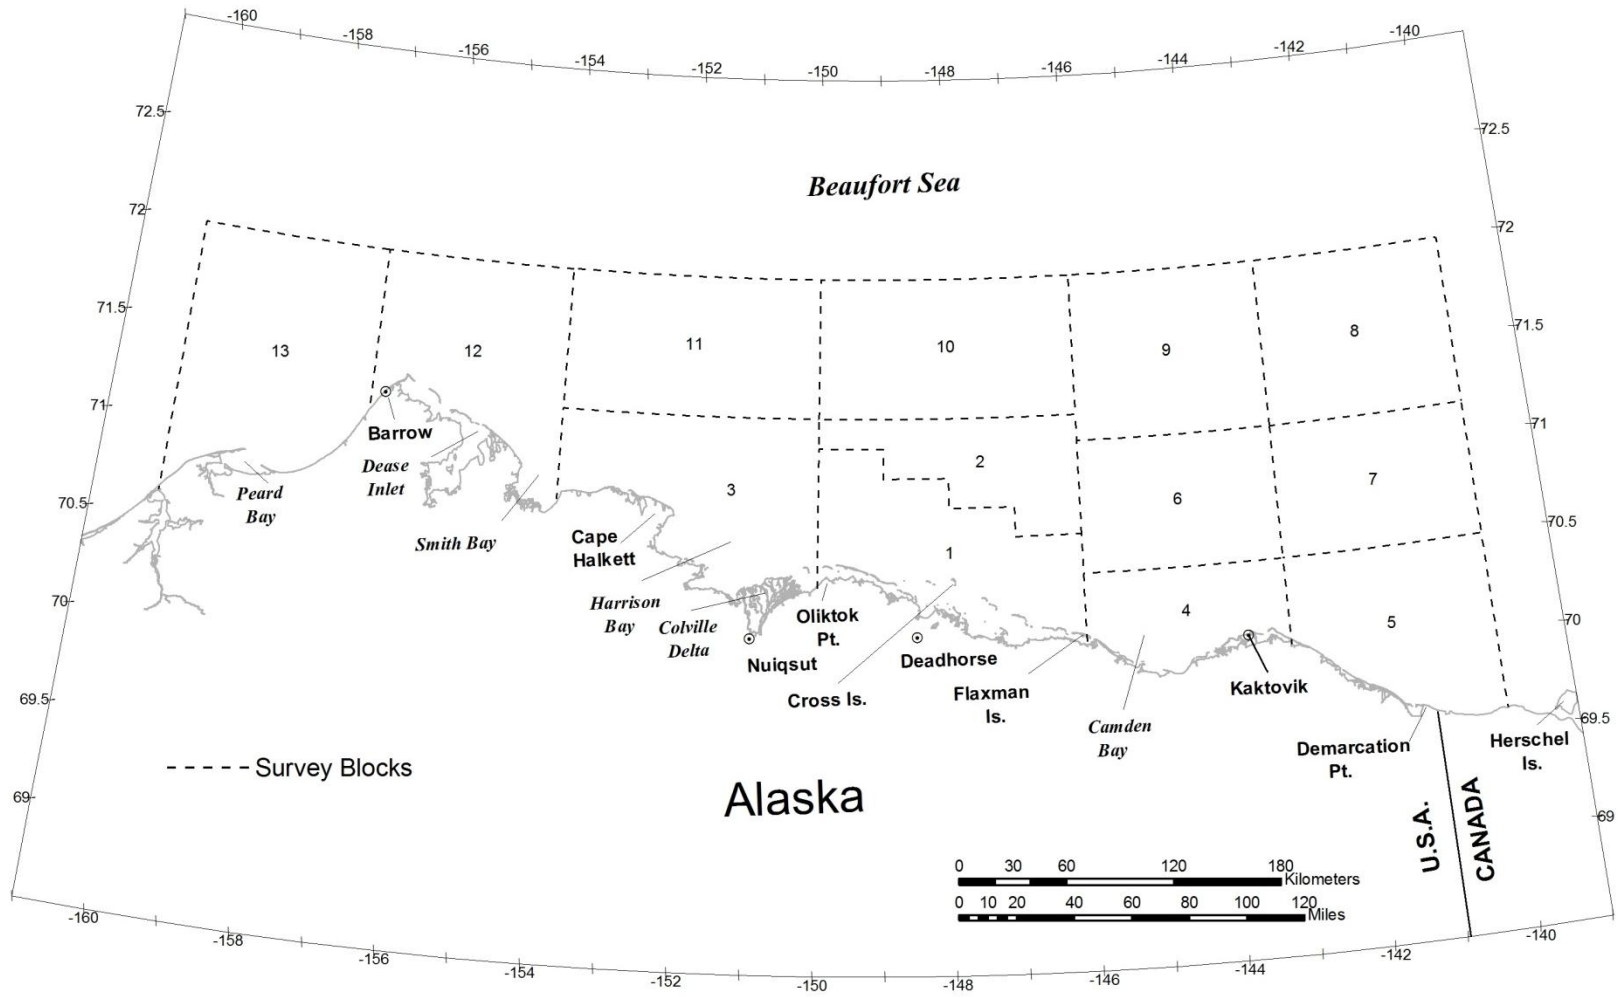 -160
-158
-156
-154
-152
-150
-148
-146
-144
-142
-140
72.5
72.5
Beaufort Sea
72
72
71.5
71.5
13
12
11
10
9
8
71
71
Barrow
Dease
Inlet
Peard
Bay
Smith Bay
3
2
6
7
70.5
70.5
Cape
Halkett
1
Harrison
Bay
Colville
Delta
Oliktok
Pt.
4
5
70
70
Nuiqsut
Deadhorse
Cross Is.
Flaxman
Is.
Kaktovik
Camden
Bay
Demarcation
Pt.
Herschel
Is.
69.5
69.5
Survey Blocks
Alaska
U.S.A.
CANADA
69
69
0 30 60 120 180
Kilometers
0 10 20 40 60 80 100 120
Miles
-160
-158
-156
-154
-152
-150
-148
-146
-144
-142
-140